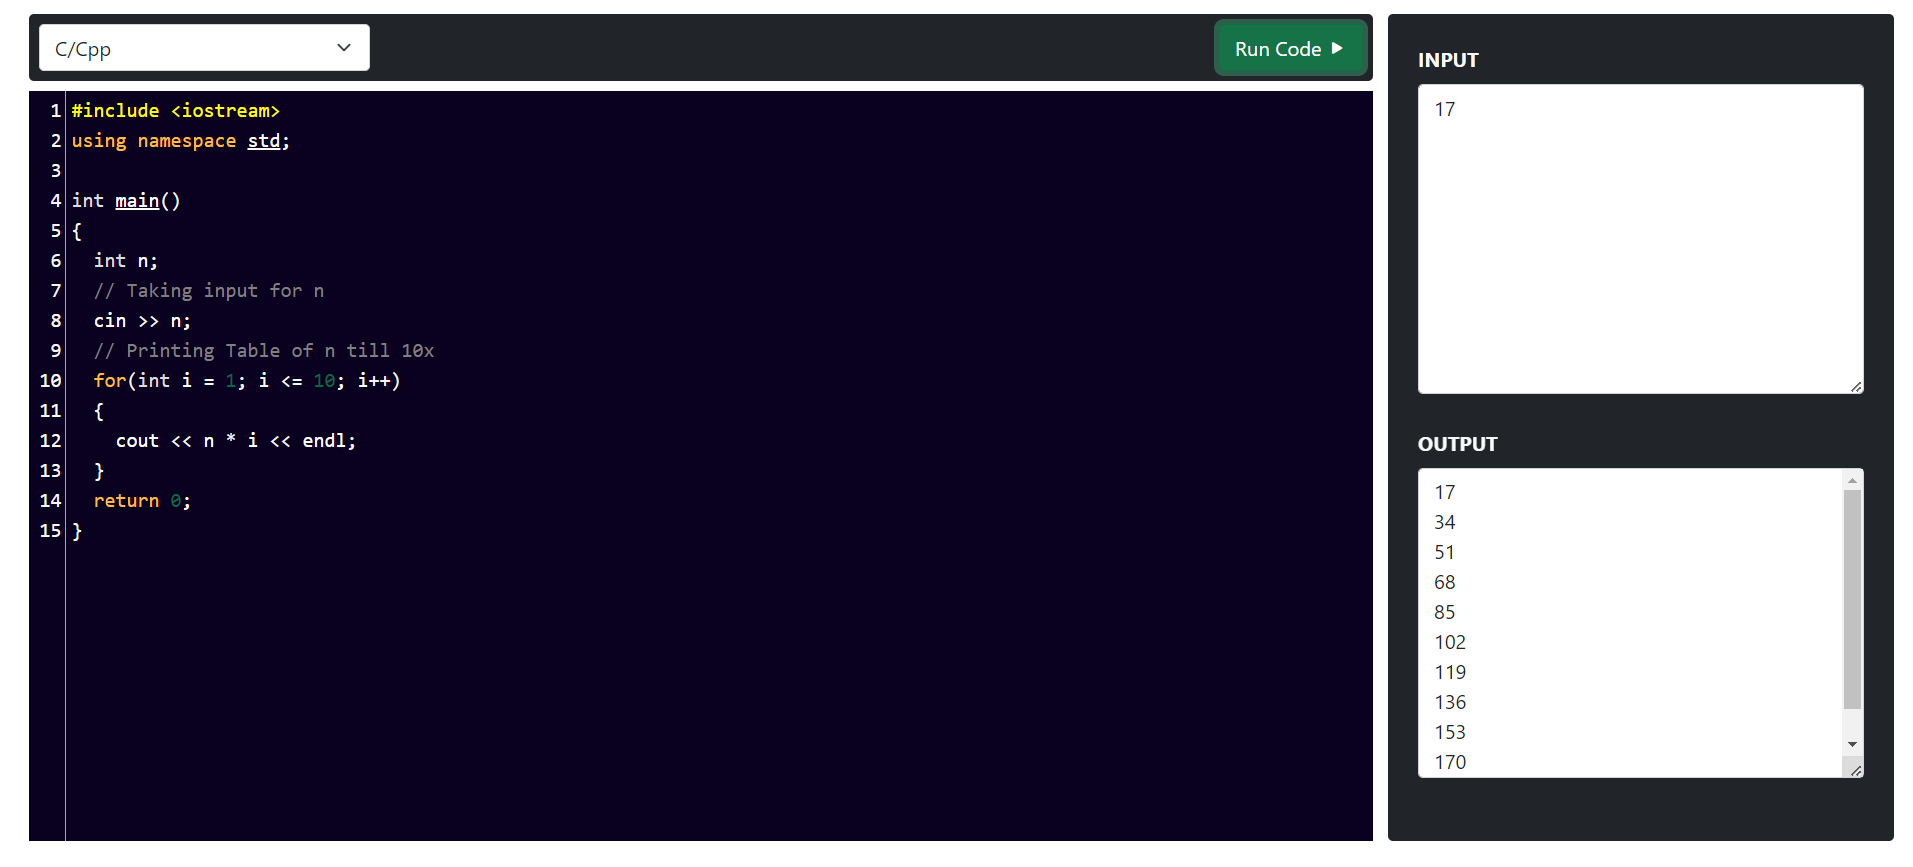 C/Cpp
Run Code
1 #include <iostream>
2 using namespace std;
3
4 int main()
5 {
6   int n;
7   // Taking input for n
8   cin >> n;
9   // Printing Table of n till 10x
10   for(int i = 1; i <= 10; i++)
11   {
12     cout << n * i << endl;
13   }
14   return 0;
15 }
INPUT
17
OUTPUT
17
34
51
68
85
102
119
136
153
170